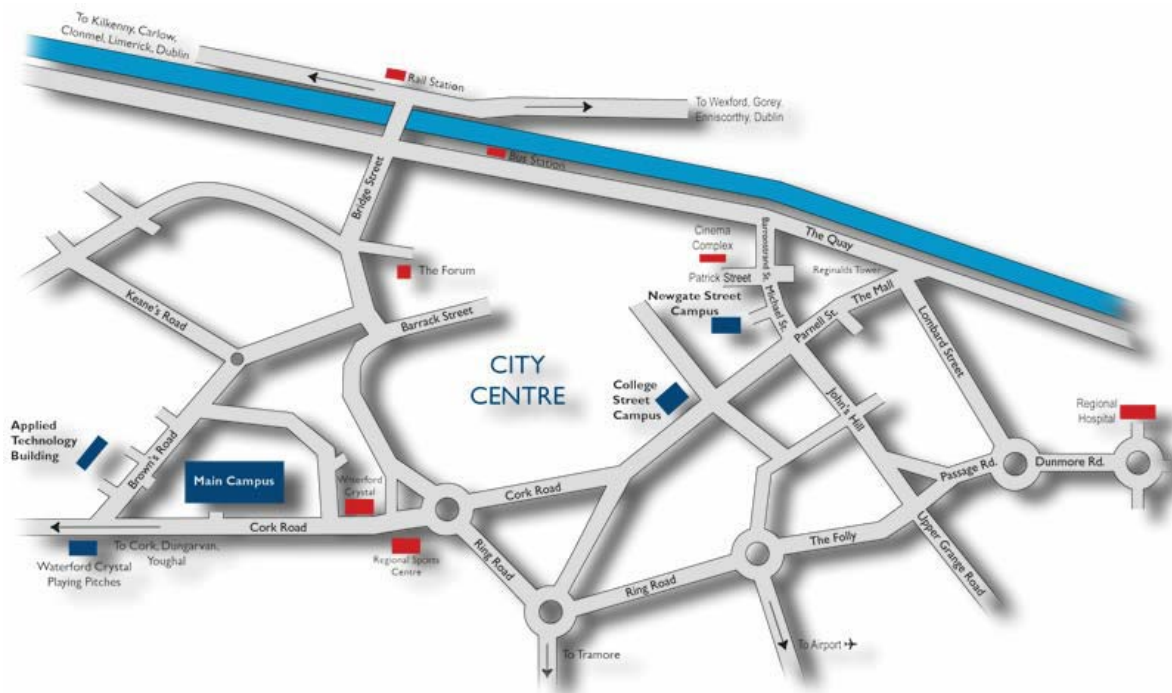 To Kilkenny, Carlow,
Clonmel, Limerick, Dublin
Rail Station
To Wexford, Gorey,
Enniscorthy, Dublin
Bus Station
Bridge Street
The Quay
Barronstrand St.
Cinema
Complex
Patrick Street
Reginalds Tower
The Mall
The Forum
Keane's Road
Barrack Street
Newgate Street
Campus
Michael St.
Parnell St.
Lombard Street
CITY
CENTRE
College
Street
Campus
John's Hill
Regional
Hospital
Applied
Technology
Building
Brown's Road
Main Campus
Waterford
Crystal
Cork Road
Passage Rd.
Dunmore Rd.
Cork Road
To Cork, Dungarvan,
Youghal
Waterford Crystal
Playing Pitches
Regional Sports
Centre
Ring Road
The Folly
Upper Grange Road
Ring Road
To Tramore
To Airport